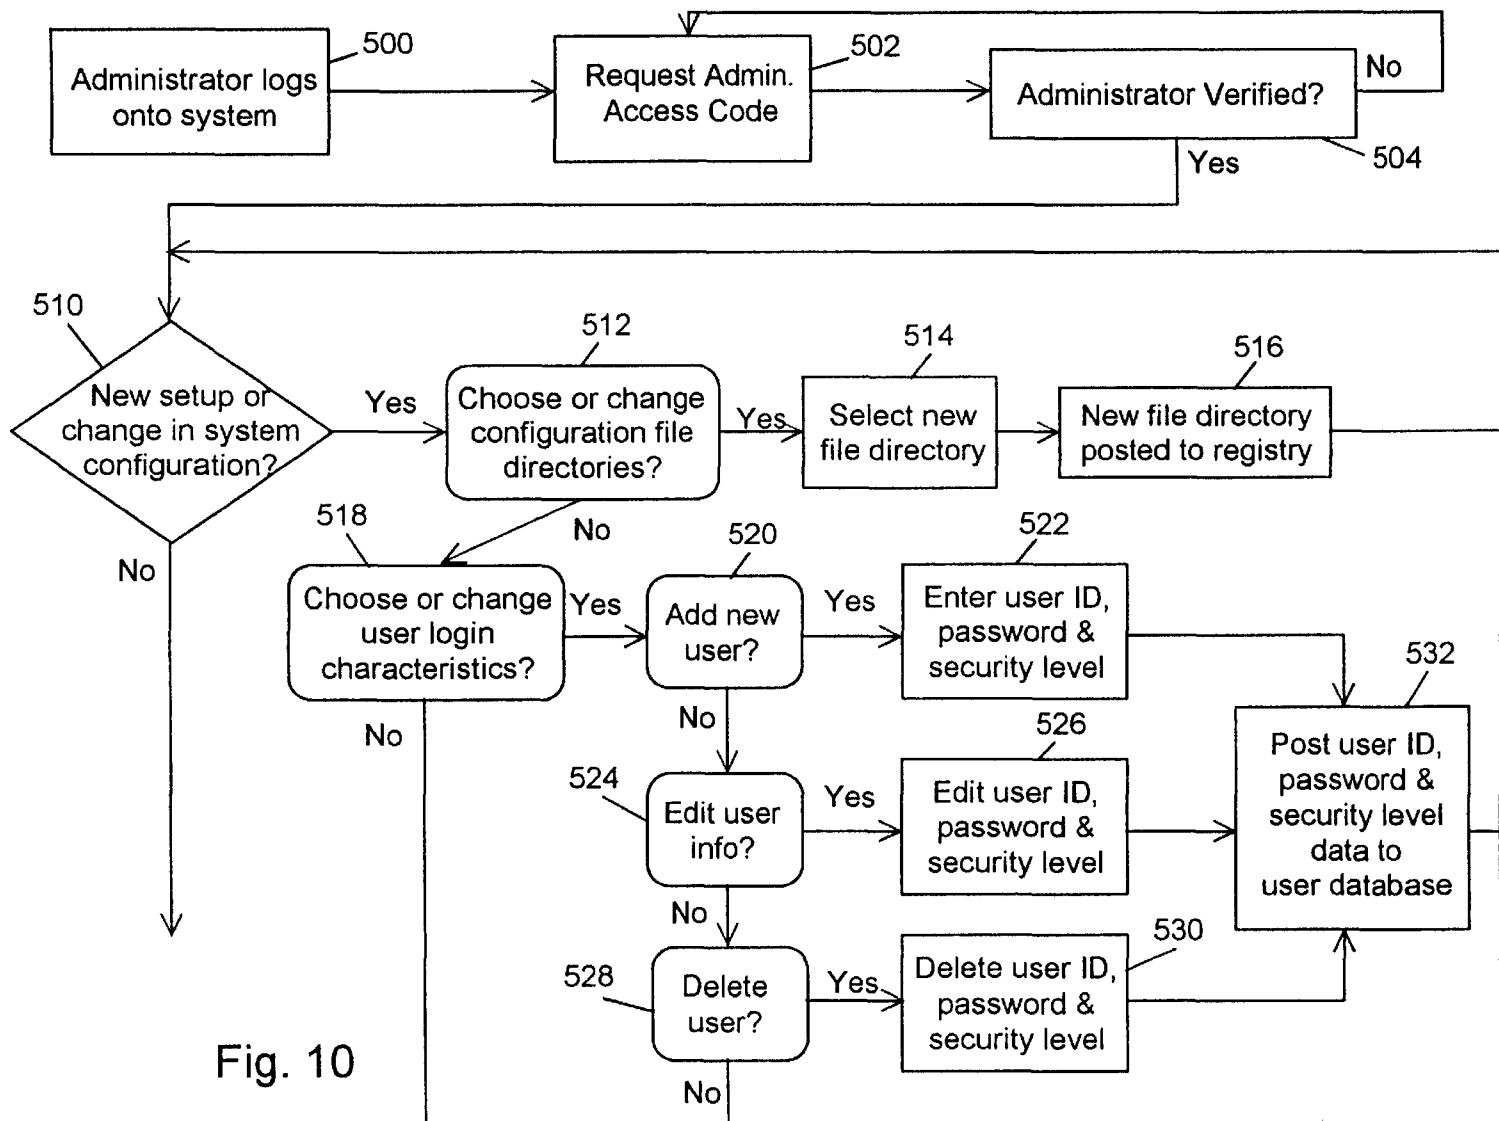 500
Administrator logs
onto system
502
Request Admin.
Access Code
Administrator Verified?
No
504
Yes
510
New setup or
change in system
configuration?
Yes
No
512
Choose or change
configuration file
directories?
Yes
No
514
Select new
file directory
516
New file directory
posted to registry
518
Choose or change
user login
characteristics?
Yes
No
520
Add new
user?
Yes
No
522
Enter user ID,
password &
security level
524
Edit user
info?
Yes
No
526
Edit user ID,
password &
security level
528
Delete
user?
Yes
No
530
Delete user ID,
password &
security level
532
Post user ID,
password &
security level
data to
user database
Fig. 10